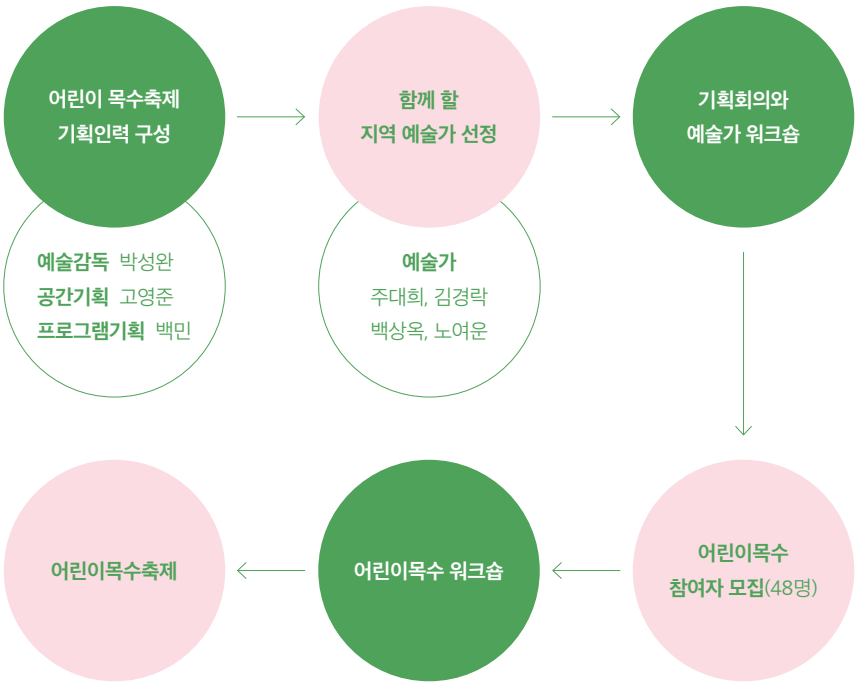 어린이 목수축제
기획인력 구성
함께 할
지역 예술가 선정
기획회의와
예술가 워크숍
예술감독 박성완
공간기획 고영준
프로그램기획 백민
예술가
주대희, 김경락
백상옥, 노여운
어린이목수
참여자 모집(48명)
어린이목수 워크숍
어린이목수축제